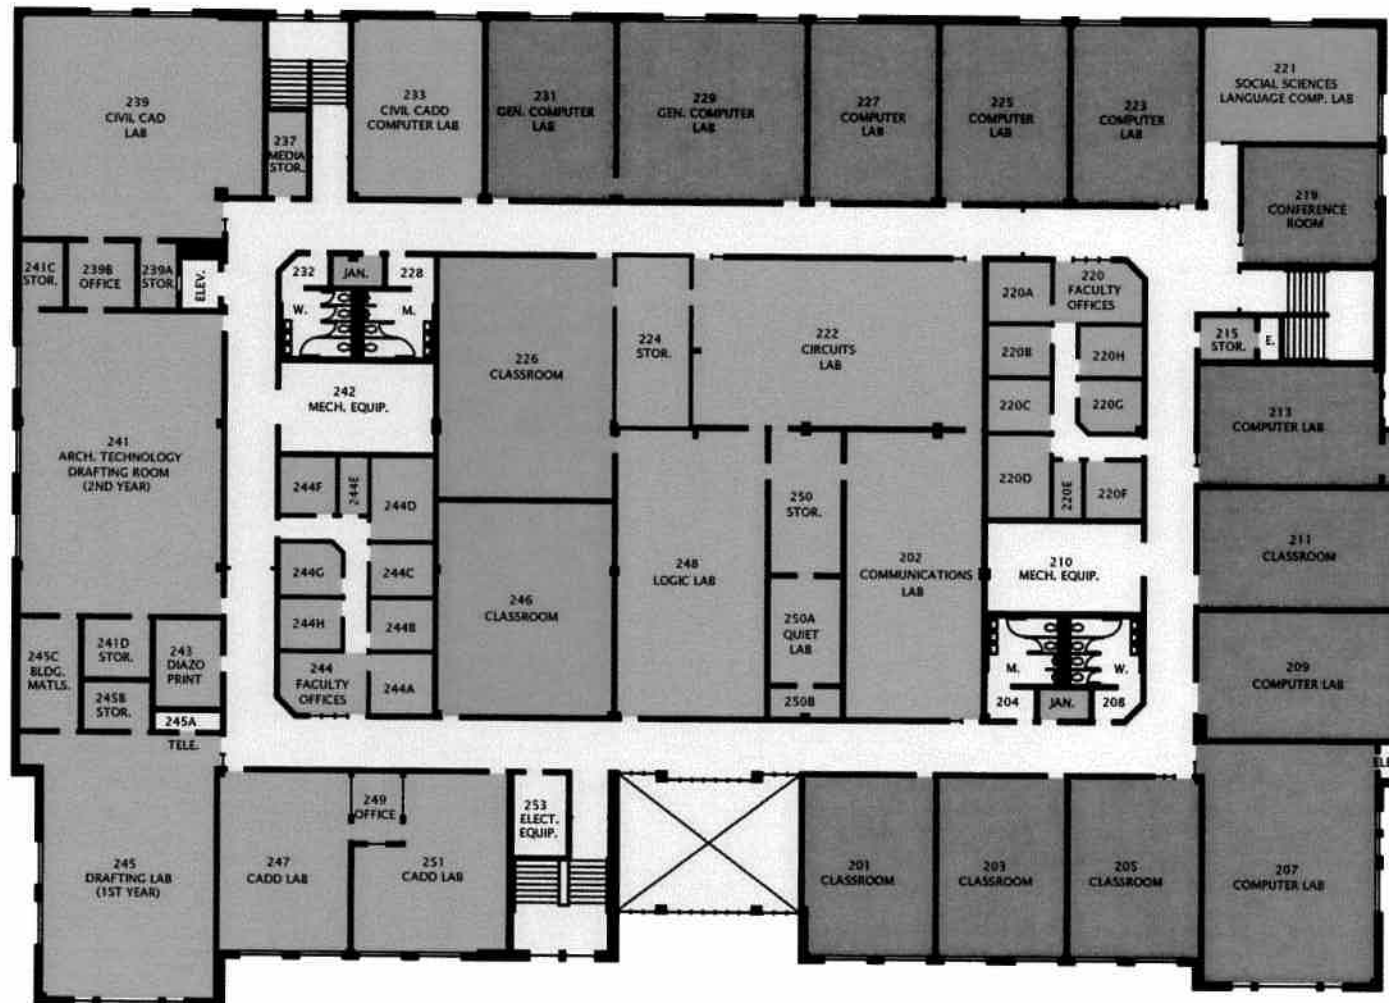 239
CIVIL CAD
LAB
237
MEDIA
STOR.
233
CIVIL CADD
COMPUTER LAB
231
GEN. COMPUTER
LAB
229
GEN. COMPUTER
LAB
227
COMPUTER
LAB
225
COMPUTER
LAB
223
COMPUTER
LAB
221
SOCIAL SCIENCES
LANGUAGE COMP. LAB
219
CONFERENCE
ROOM
241C
STOR.
239B
OFFICE
239A
STOR.
ELEV.
232
W.
JAN.
228
M.
226
CLASSROOM
224
STOR.
222
CIRCUITS
LAB
220A
220
FACULTY
OFFICES
220B
220H
220C
220G
220D
220E
220F
215
STOR.
E.
213
COMPUTER LAB
242
MECH. EQUIP.
241
ARCH. TECHNOLOGY
DRAFTING ROOM
(2ND YEAR)
244F
244E
244D
244G
244C
244H
244B
244
FACULTY
OFFICES
244A
246
CLASSROOM
248
LOGIC LAB
250
STOR.
250A
QUIET
LAB
250B
202
COMMUNICATIONS
LAB
210
MECH. EQUIP.
M.
W.
204
JAN.
208
211
CLASSROOM
209
COMPUTER LAB
245C
BLDG.
MATLS.
241D
STOR.
245B
STOR.
243
DIAZO
PRINT
245A
TELE.
245
DRAFTING LAB
(1ST YEAR)
247
CADD LAB
249
OFFICE
251
CADD LAB
253
ELECT.
EQUIP.
201
CLASSROOM
203
CLASSROOM
205
CLASSROOM
207
COMPUTER LAB